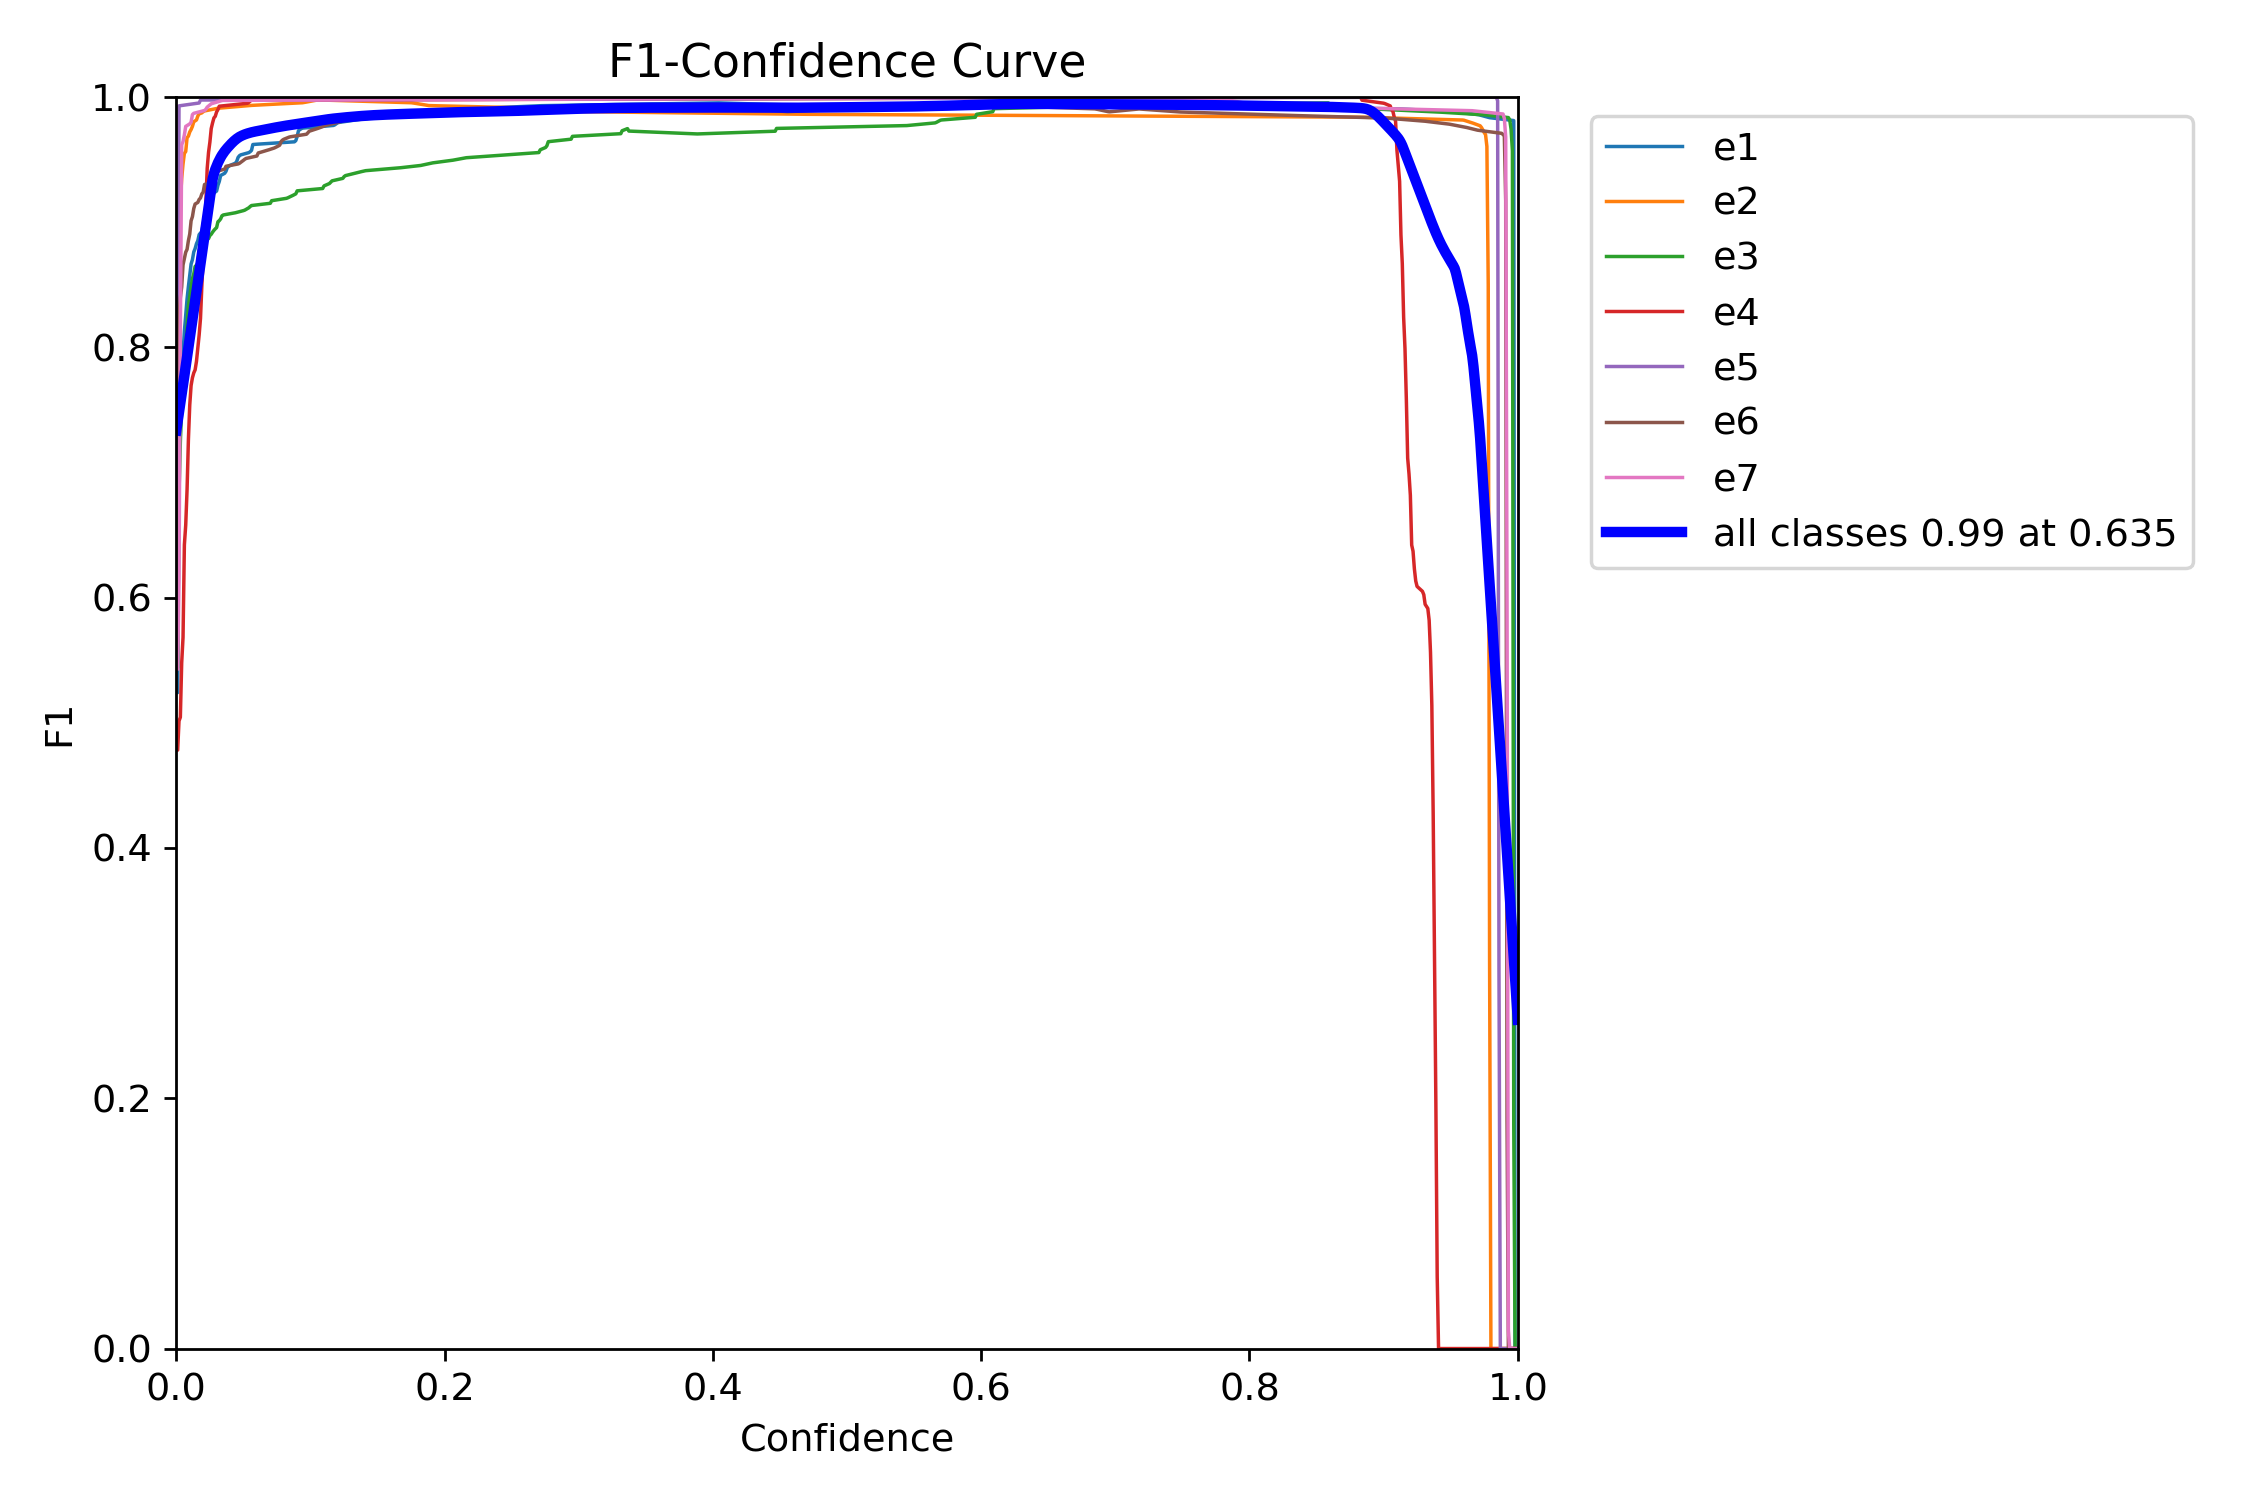 F1-Confidence Curve
1.0
0.8
0.6
0.4
0.2
0.0
F1
0.0 0.2 0.4 0.6 0.8 1.0
Confidence
e1
e2
e3
e4
e5
e6
e7
all classes 0.99 at 0.635